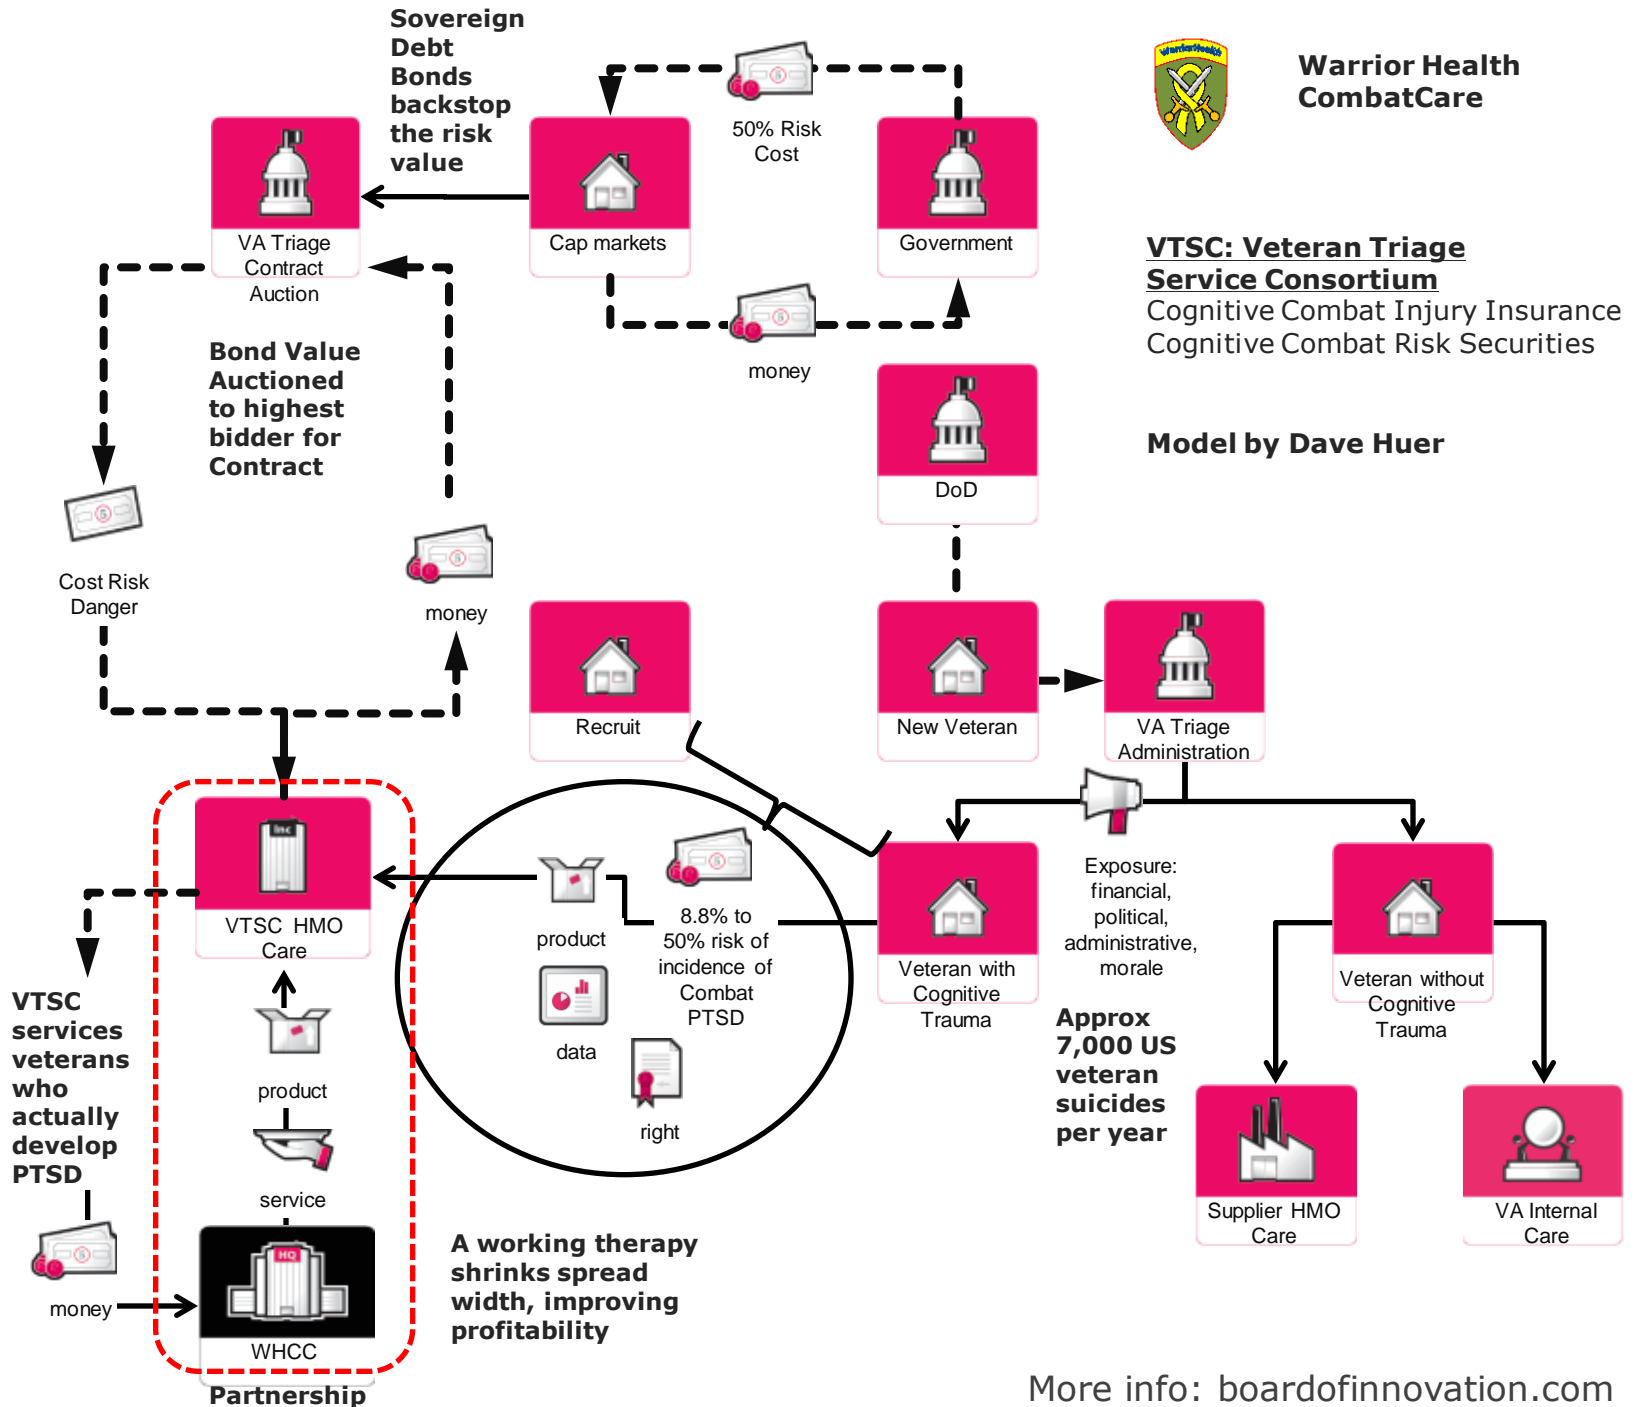 Sovereign
Debt
Bonds
backstop
the risk
value
WarriorHealth
Warrior Health
CombatCare
50% Risk
Cost
VA Triage
Contract
Auction
Cap markets
Government
VTSC: Veteran Triage
Service Consortium
Cognitive Combat Injury Insurance
Cognitive Combat Risk Securities
money
Bond Value
Auctioned
to highest
bidder for
Contract
Model by Dave Huer
DoD
Cost Risk
Danger
money
Recruit
New Veteran
VA Triage
Administration
Inc
VTSC HMO
Care
product
data
right
8.8% to
50% risk of
incidence of
Combat
PTSD
Veteran with
Cognitive
Trauma
Exposure:
financial,
political,
administrative,
morale
Veteran without
Cognitive
Trauma
VTSC
services
veterans
who
actually
develop
PTSD
Approx
7,000 US
veteran
suicides
per year
product
service
Supplier HMO
Care
VA Internal
Care
HQ
money
WHCC
Partnership
A working therapy
shrinks spread
width, improving
profitability
More info: boardofinnovation.com